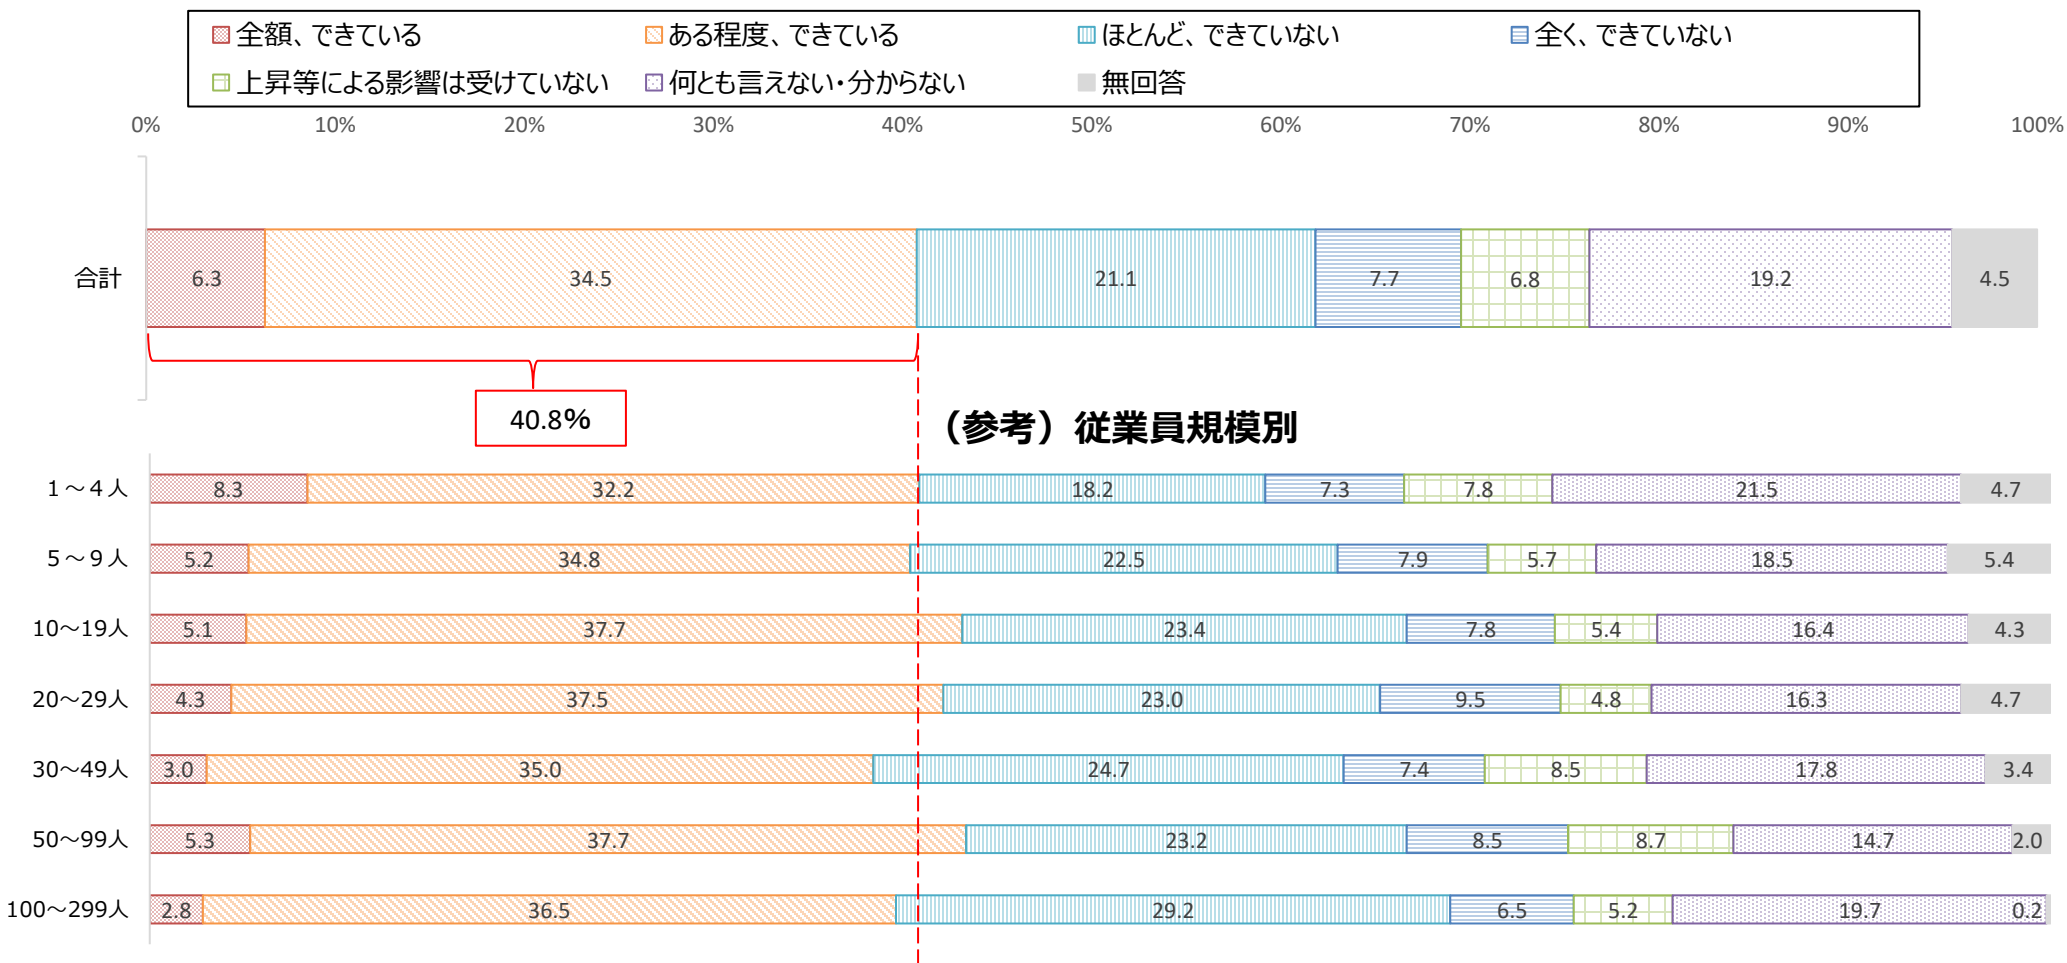 全額、できている ある程度、できている ほとんど、できていない 全く、できていない
上昇等による影響は受けていない 何とも言えない・分からない 無回答
0% 10% 20% 30% 40% 50% 60% 70% 80% 90% 100%
合計 6.3 34.5 21.1 7.7 6.8 19.2 4.5
40.8%
（参考）従業員規模別
1～4人 8.3 32.2 18.2 7.3 7.8 21.5 4.7
5～9人 5.2 34.8 22.5 7.9 5.7 18.5 5.4
10～19人 5.1 37.7 23.4 7.8 5.4 16.4 4.3
20～29人 4.3 37.5 23.0 9.5 4.8 16.3 4.7
30～49人 3.0 35.0 24.7 7.4 8.5 17.8 3.4
50～99人 5.3 37.7 23.2 8.5 8.7 14.7 2.0
100～299人 2.8 36.5 29.2 6.5 5.2 19.7 0.2